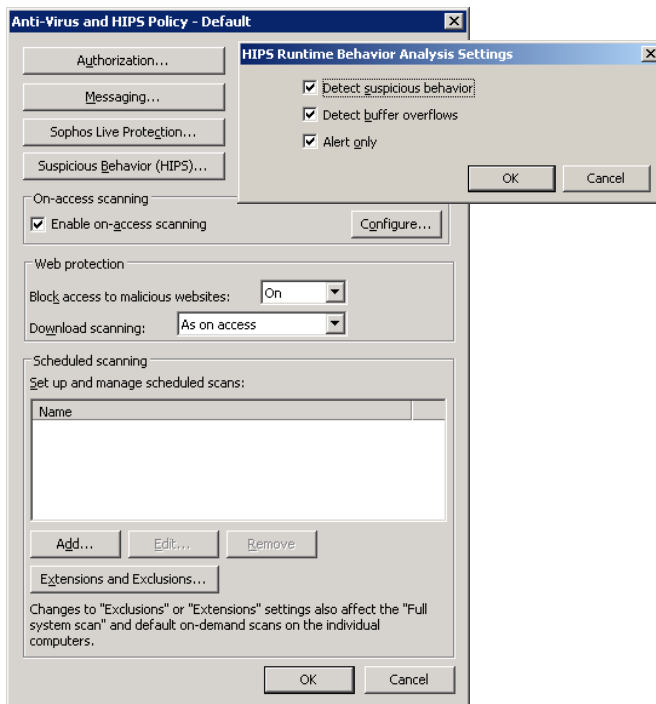 Anti-Virus and HIPS Policy - Default
Authorization...
Messaging...
Sophos Live Protection...
Suspicious Behavior (HIPS)...
HIPS Runtime Behavior Analysis Settings
Detect suspicious behavior
Detect buffer overflows
Alert only
OK
Cancel
On-access scanning
Enable on-access scanning
Configure...
Web protection
Block access to malicious websites:
On
Download scanning:
As on access
Scheduled scanning
Set up and manage scheduled scans:
Name
Add...
Edit...
Remove
Extensions and Exclusions...
Changes to "Exclusions" or "Extensions" settings also affect the "Full
system scan" and default on-demand scans on the individual
computers.
OK
Cancel